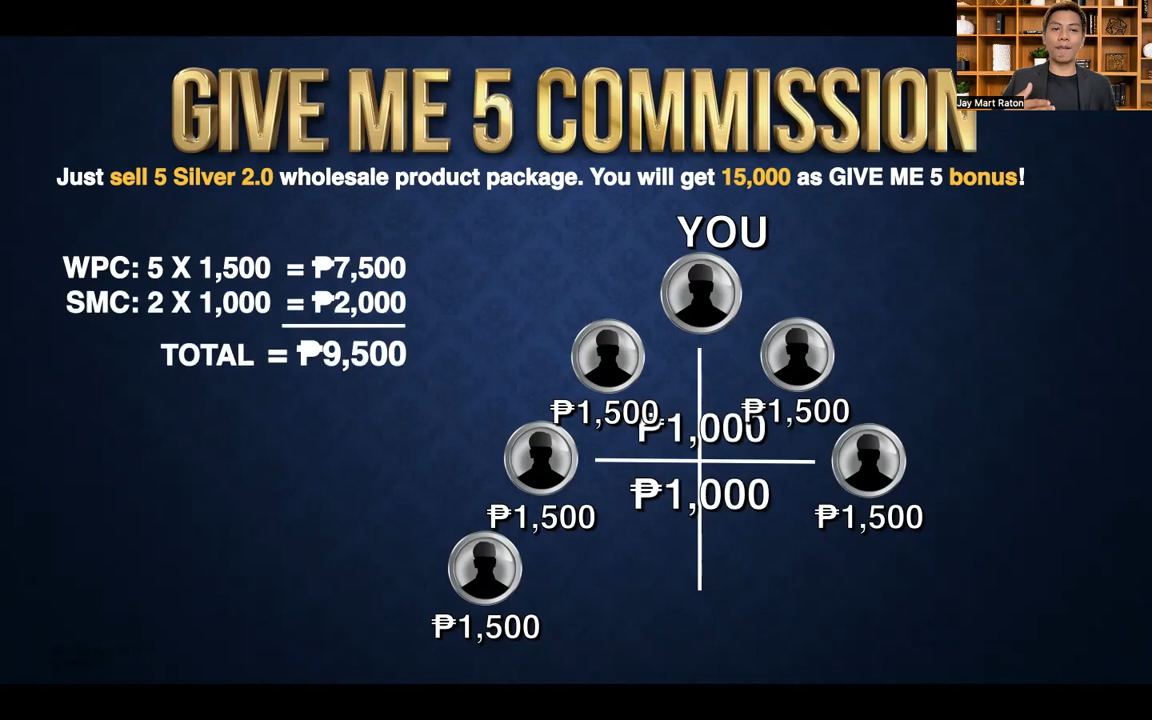 GIVE ME 5 COMMISSION
Jay Mart Raton
Just sell 5 Silver 2.0 wholesale product package. You will get 15,000 as GIVE ME 5 bonus!
YOU
WPC: 5 X 1,500 = ₱7,500
SMC: 2 X 1,000 = ₱2,000
TOTAL = ₱9,500
₱1,500
₱1,500
₱1,000
₱1,000
₱1,500
₱1,500
₱1,500